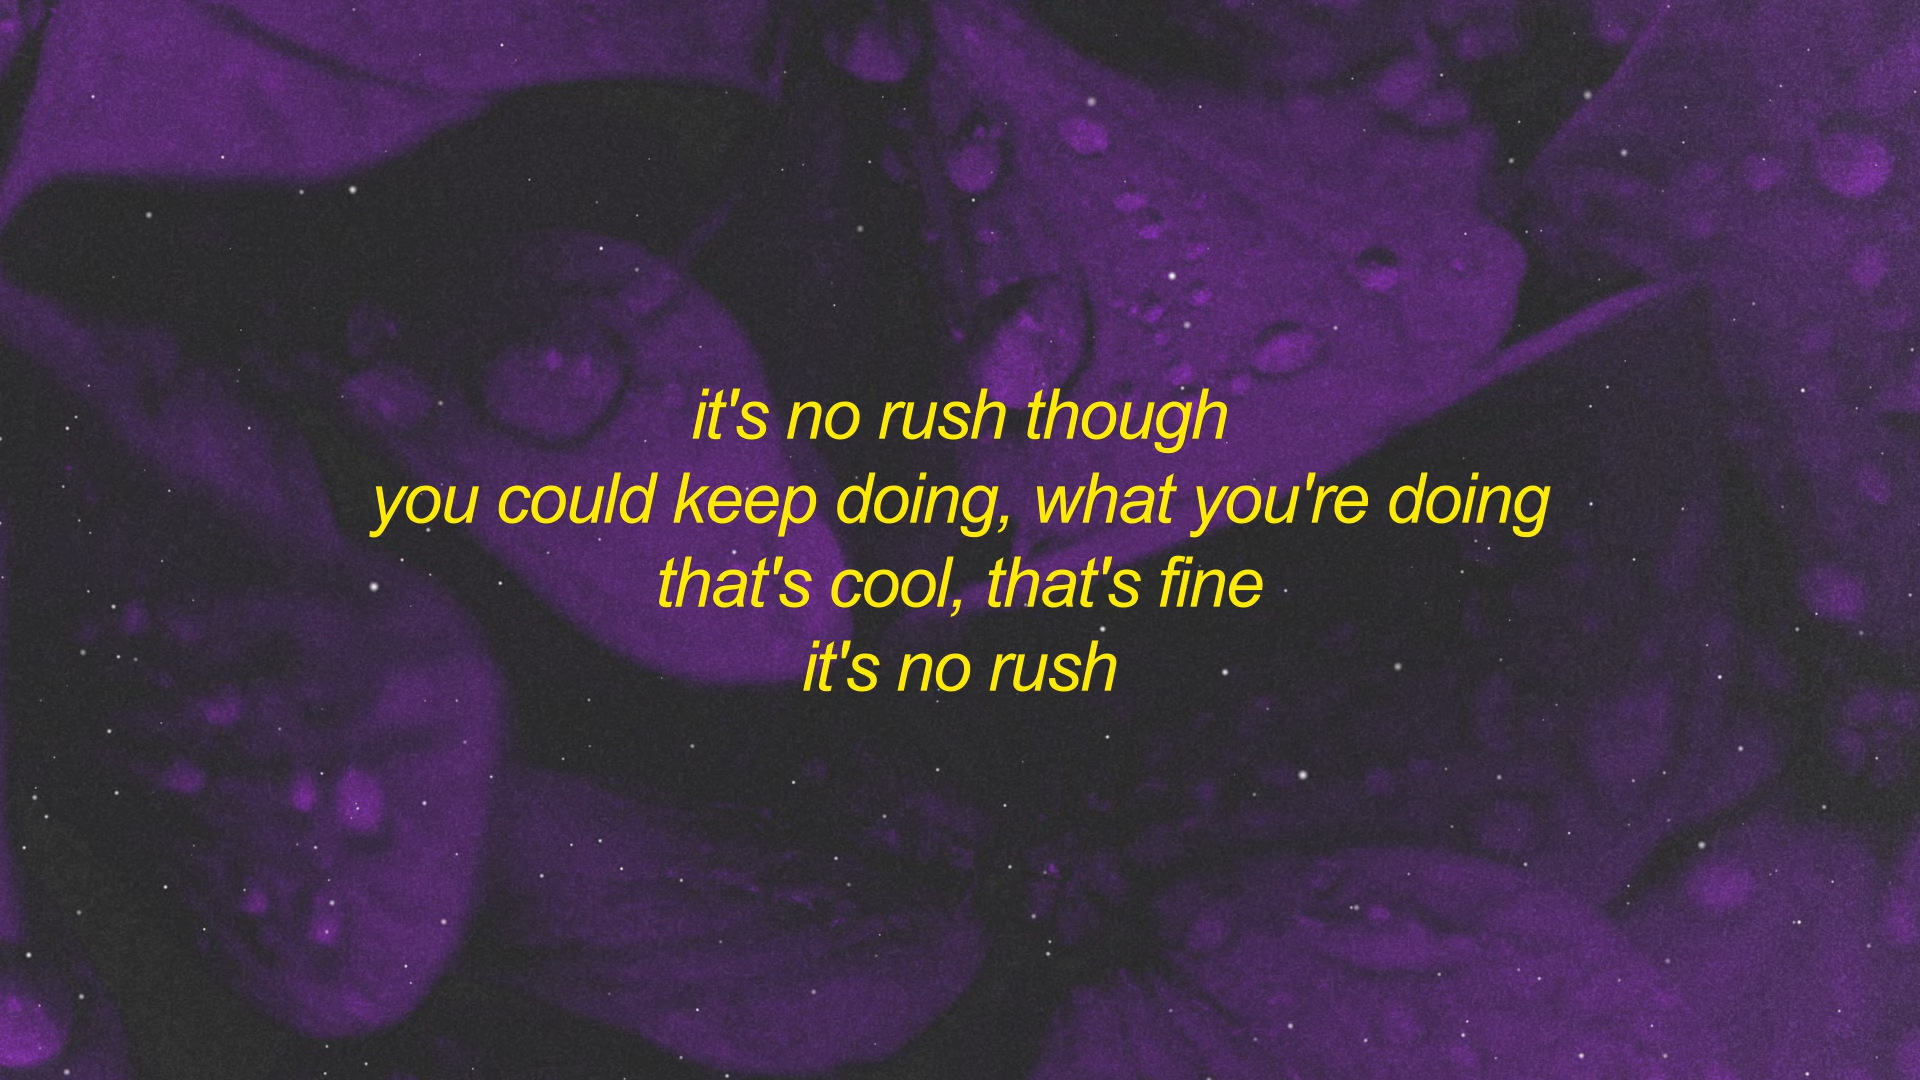 it's no rush though
you could keep doing, what you're doing
that's cool, that's fine
it's no rush